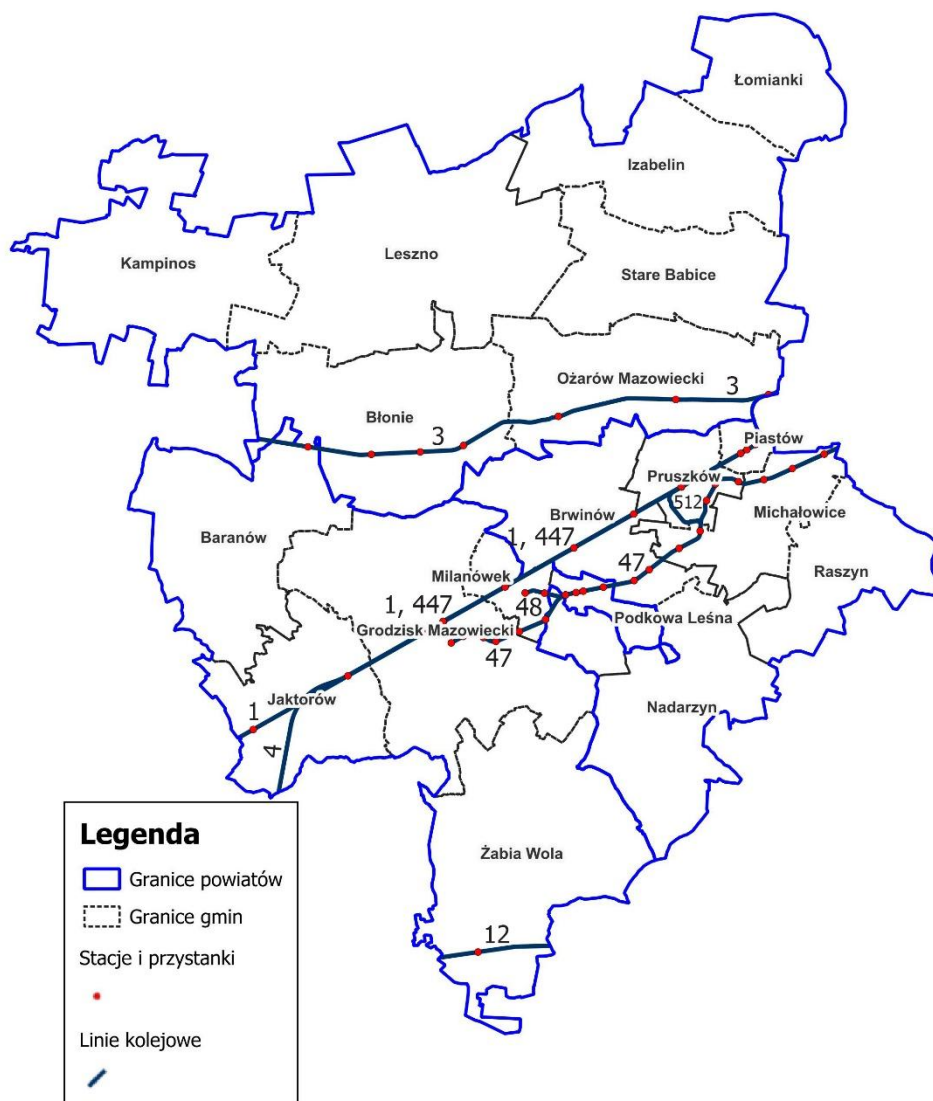 Łomianki
Izabelin
Leszno
Kampinos
Stare Babice
Ożarów Mazowiecki
3
Błonie
3
Piastów
Pruszków
512
Michałowice
Brwinów
1, 447
Baranów
47
Milanówek
Raszyn
1, 447
48
Podkowa Leśna
Grodzisk Mazowiecki
47
Jaktorów
Nadarzyn
1
4
Żabia Wola
12
Legenda
Granice powiatów
Granice gmin
Stacje i przystanki
Linie kolejowe